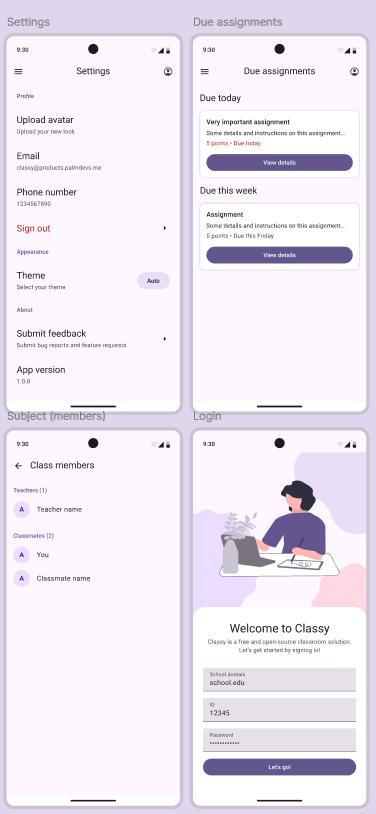 Settings
9:30
Settings
Profile
Upload avatar
Upload your new look
Email
classy@products.palmdevs.me
Phone number
1234567890
Sign out
Appearance
Theme
Select your theme
Auto
About
Submit feedback
Submit bug reports and feature requests
App version
1.0.0
Due assignments
9:30
Due assignments
Due today
Very important assignment
Some details and instructions on this assignment...
5 points • Due today
View details
Due this week
Assignment
Some details and instructions on this assignment...
5 points • Due this Friday
View details
Subject (members)
9:30
Class members
Teachers (1)
A Teacher name
Classmates (2)
A You
A Classmate name
Login
9:30
Welcome to Classy
Classy is a free and open-source classroom solution.
Let's get started by signing in!
School domain
school.edu
ID
12345
Password
••••••••••••
Let's go!